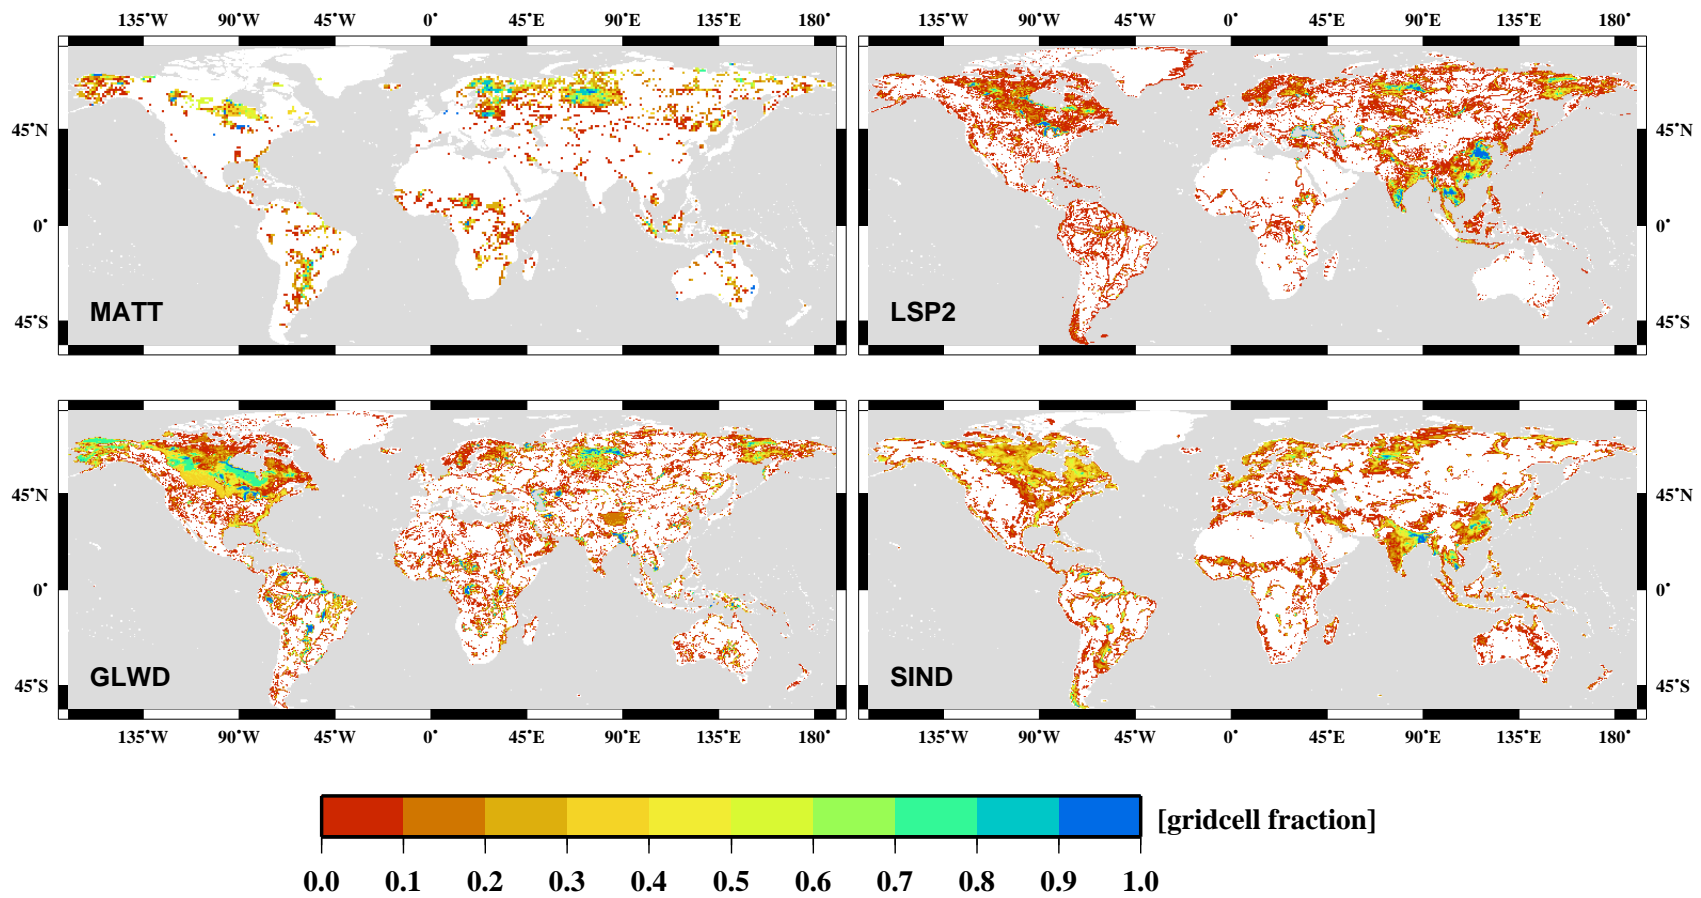 135˚W 90˚W 45˚W 0˚ 45˚E 90˚E 135˚E 180˚ 135˚W 90˚W 45˚W 0˚ 45˚E 90˚E 135˚E 180˚
45˚N 45˚N
0˚ 0˚
MATT LSP2
45˚S 45˚S
45˚N 45˚N
0˚ 0˚
GLWD SIND
45˚S 45˚S
135˚W 90˚W 45˚W 0˚ 45˚E 90˚E 135˚E 180˚ 135˚W 90˚W 45˚W 0˚ 45˚E 90˚E 135˚E 180˚
[gridcell fraction]
0.0 0.1 0.2 0.3 0.4 0.5 0.6 0.7 0.8 0.9 1.0